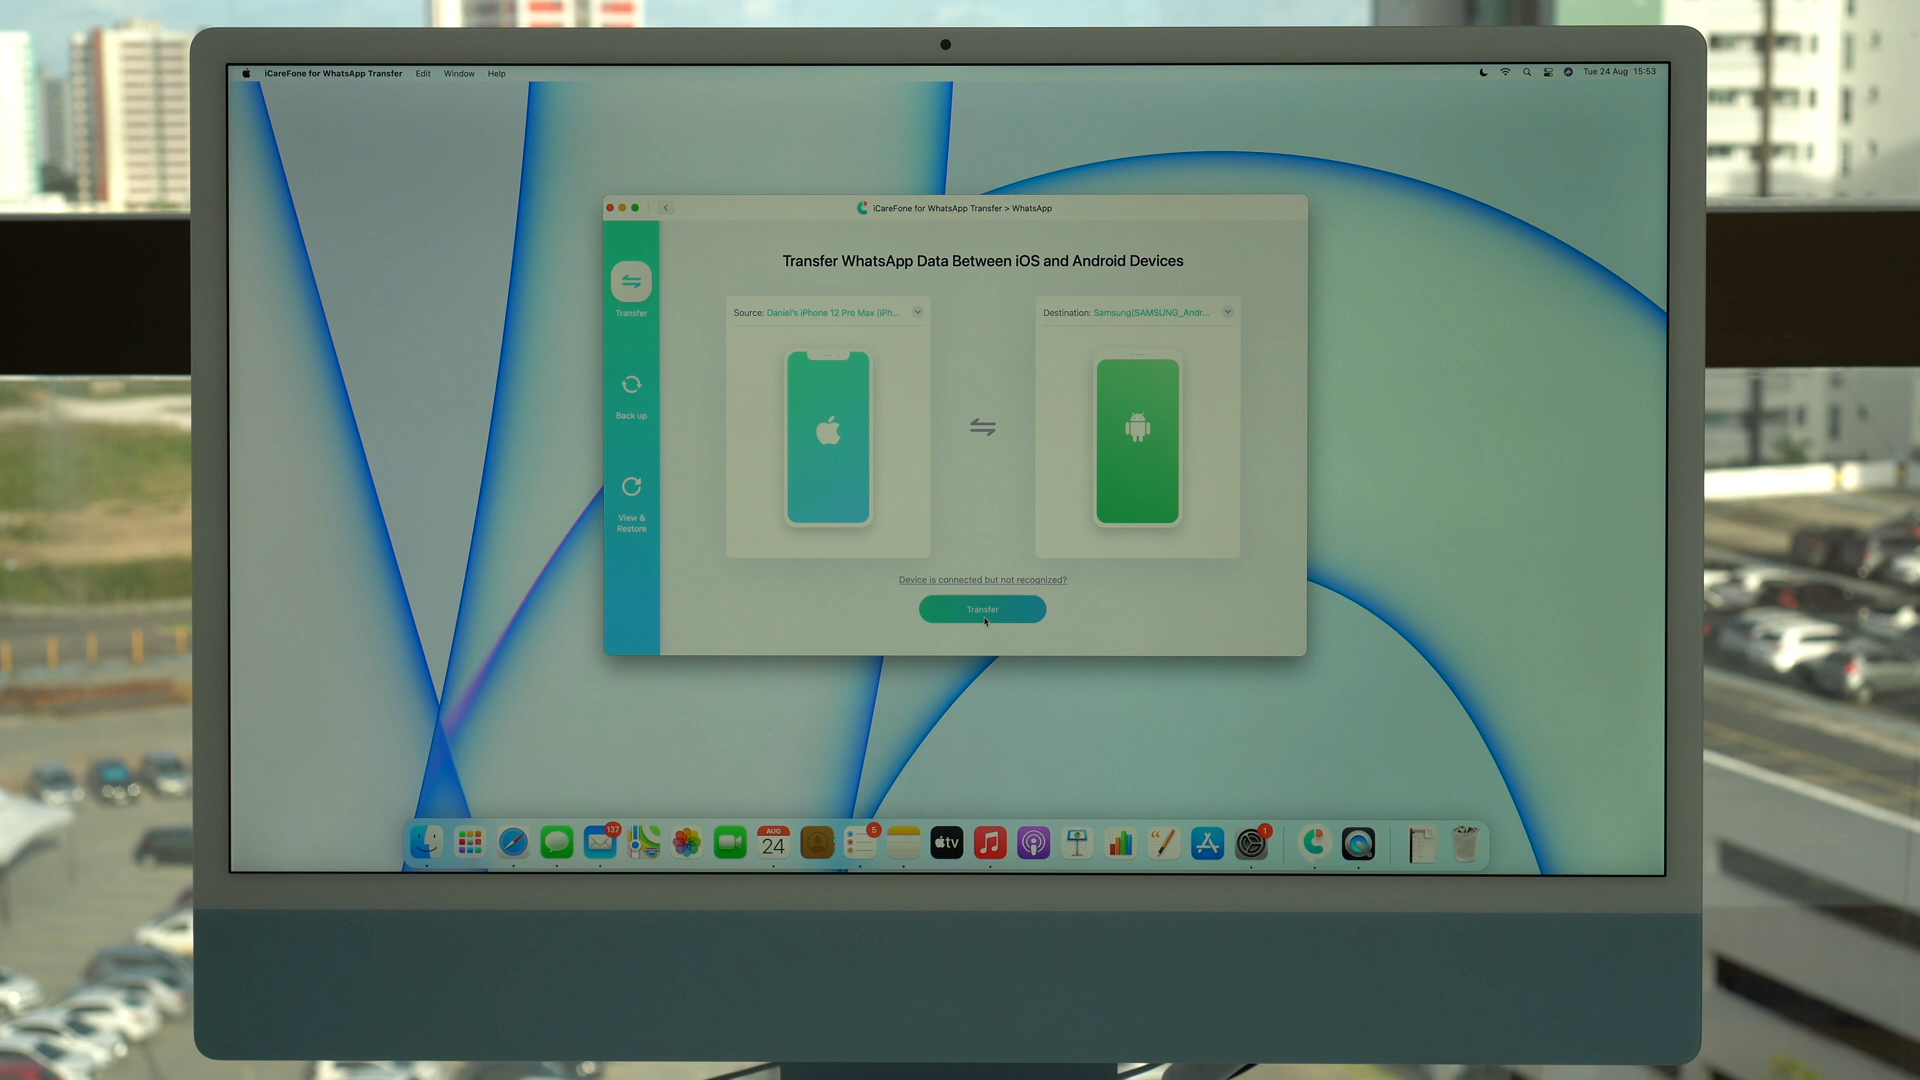 iCareFone for WhatsApp Transfer Edit Window Help
Tue 24 Aug 15:53
iCareFone for WhatsApp Transfer > WhatsApp
Transfer WhatsApp Data Between iOS and Android Devices
Transfer
Back up
View &
Restore
Source: Daniel's iPhone 12 Pro Max (iPh...
Destination: Samsung(SAMSUNG_Andr...
Device is connected but not recognized?
Transfer
137
AUG
24
5
tv
1